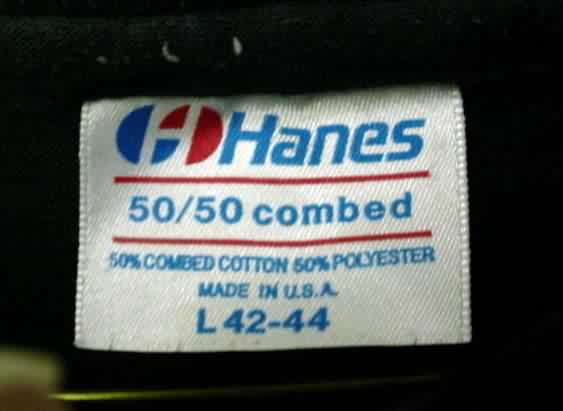 Hanes
50/50 combed
50% COMBED COTTON 50% POLYESTER
MADE IN U.S.A.
L 42-44